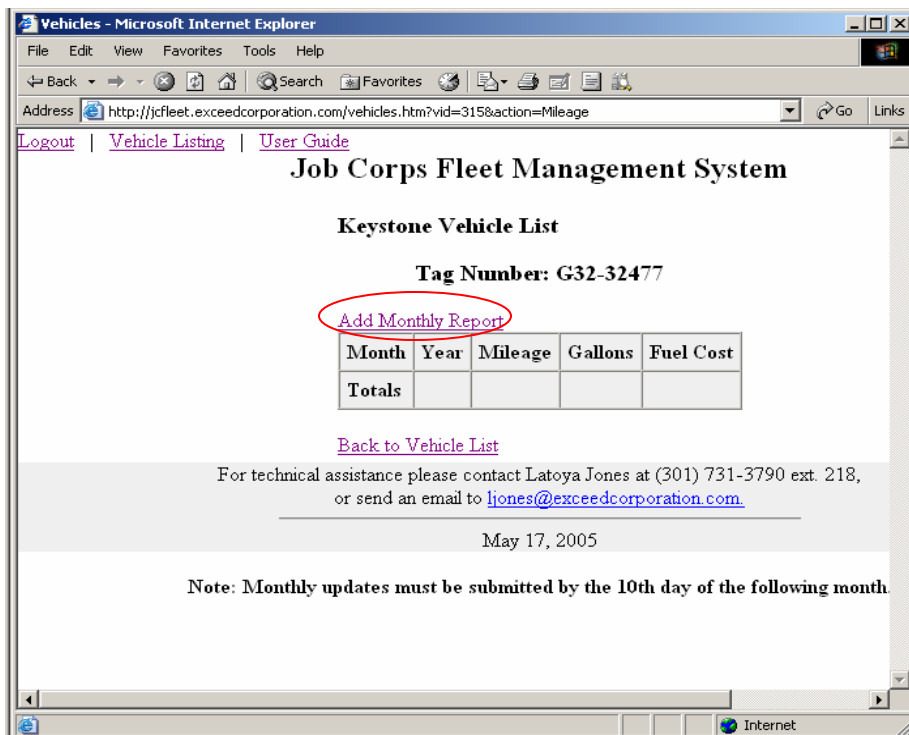 Vehicles - Microsoft Internet Explorer
File Edit View Favorites Tools Help
Back Search Favorites
Address http://jcfleet.exceedcorporation.com/vehicles.htm?vid=315&action=Mileage Go Links
Logout | Vehicle Listing | User Guide
Job Corps Fleet Management System
Keystone Vehicle List
Tag Number: G32-32477
Add Monthly Report
Month Year Mileage Gallons Fuel Cost
Totals
Back to Vehicle List
For technical assistance please contact Latoya Jones at (301) 731-3790 ext. 218,
or send an email to ljones@exceedcorporation.com.
May 17, 2005
Note: Monthly updates must be submitted by the 10th day of the following month.
Internet